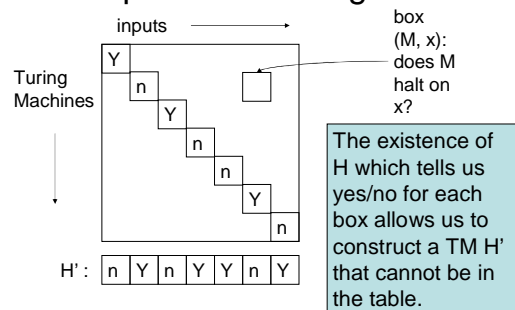 inputs
Turing
Machines
Y
n
Y
n
n
Y
n
box
(M, x):
does M
halt on
x?
The existence of
H which tells us
yes/no for each
box allows us to
construct a TM H'
that cannot be in
the table.
H' : n Y n Y Y n Y